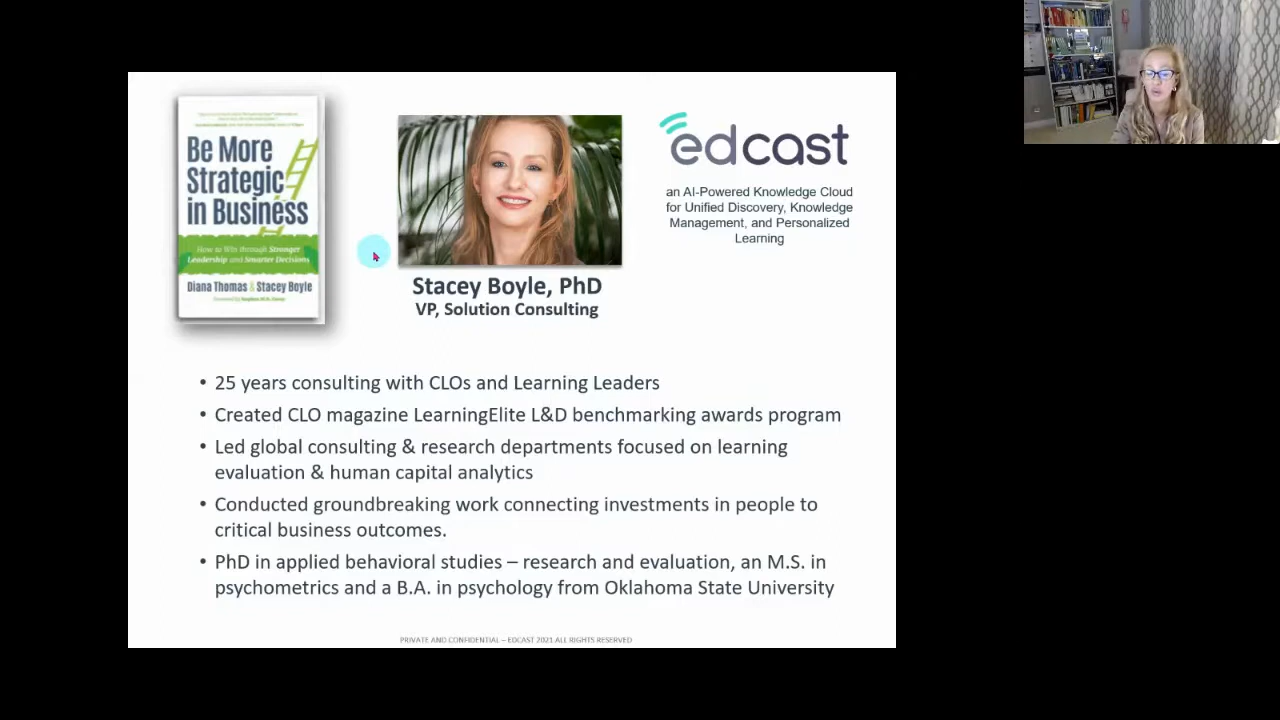 Be More
Strategic
in Business
How to Win through Stronger
Leadership and Smarter Decisions
Diana Thomas & Stacey Boyle
edcast
an AI-Powered Knowledge Cloud
for Unified Discovery, Knowledge
Management, and Personalized
Learning
Stacey Boyle, PhD
VP, Solution Consulting
• 25 years consulting with CLOs and Learning Leaders
• Created CLO magazine LearningElite L&D benchmarking awards program
• Led global consulting & research departments focused on learning
evaluation & human capital analytics
• Conducted groundbreaking work connecting investments in people to
critical business outcomes.
• PhD in applied behavioral studies – research and evaluation, an M.S. in
psychometrics and a B.A. in psychology from Oklahoma State University
PRIVATE AND CONFIDENTIAL – EDCAST 2021 ALL RIGHTS RESERVED